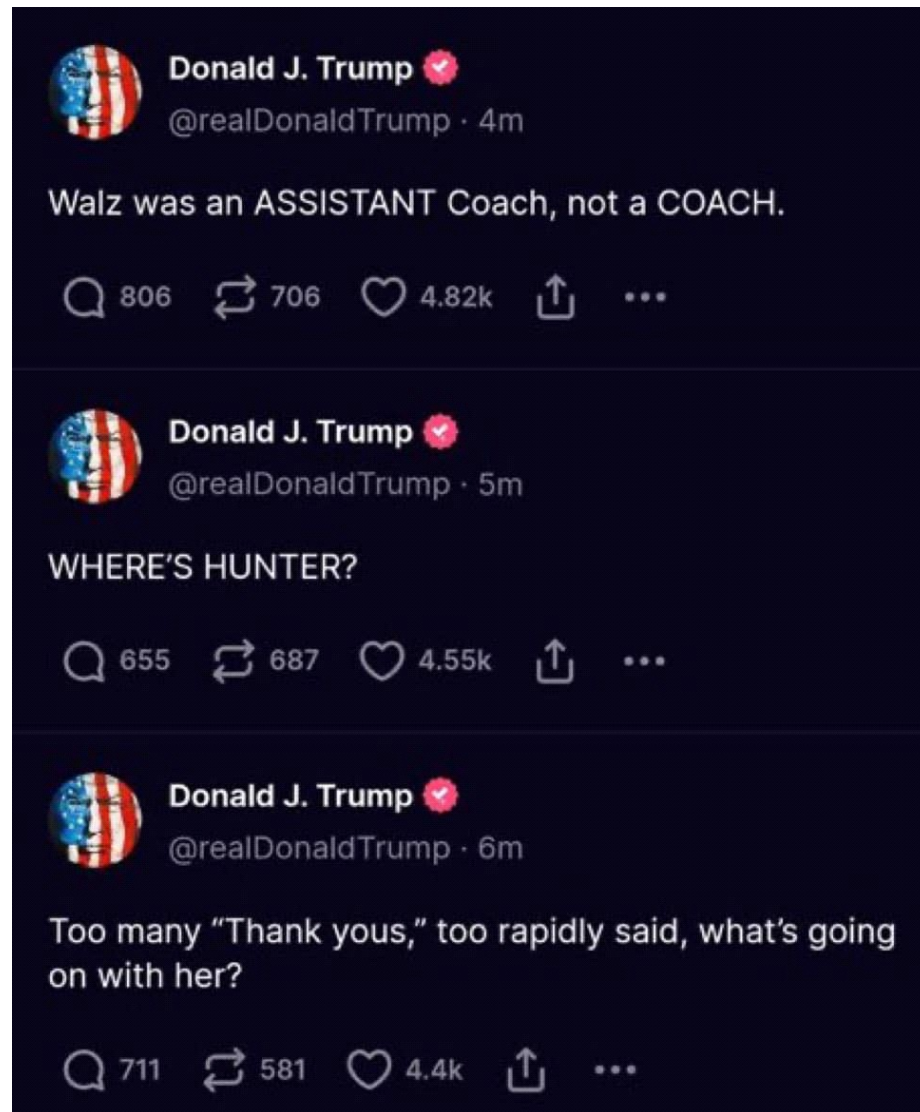 Donald J. Trump
@realDonaldTrump · 4m
Walz was an ASSISTANT Coach, not a COACH.
806 706 4.82k
Donald J. Trump
@realDonaldTrump · 5m
WHERE’S HUNTER?
655 687 4.55k
Donald J. Trump
@realDonaldTrump · 6m
Too many “Thank yous,” too rapidly said, what’s going
on with her?
711 581 4.4k